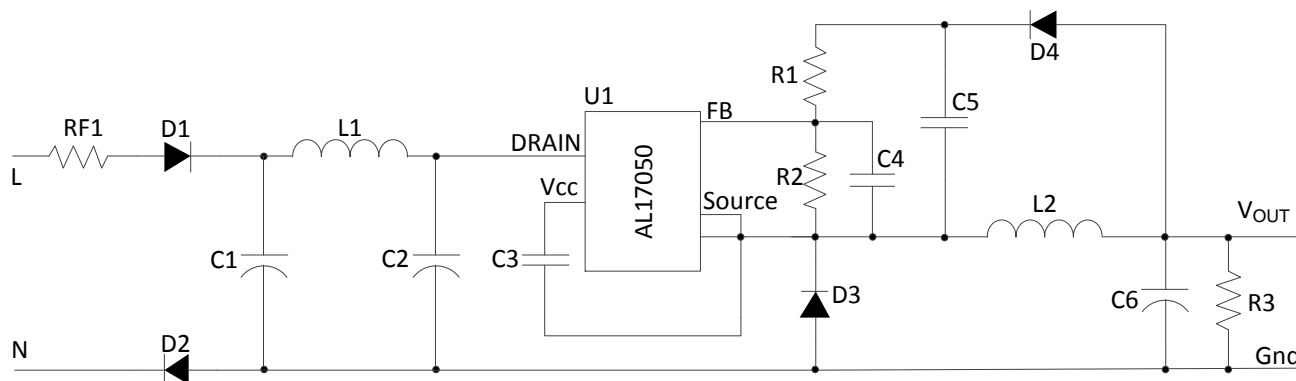 D4
R1
U1
C5
FB
RF1
D1
L1
DRAIN
L
C4
R2
Vcc
AL17050
Source
L2
VOUT
C1
C2
C3
D3
C6
R3
N
D2
Gnd